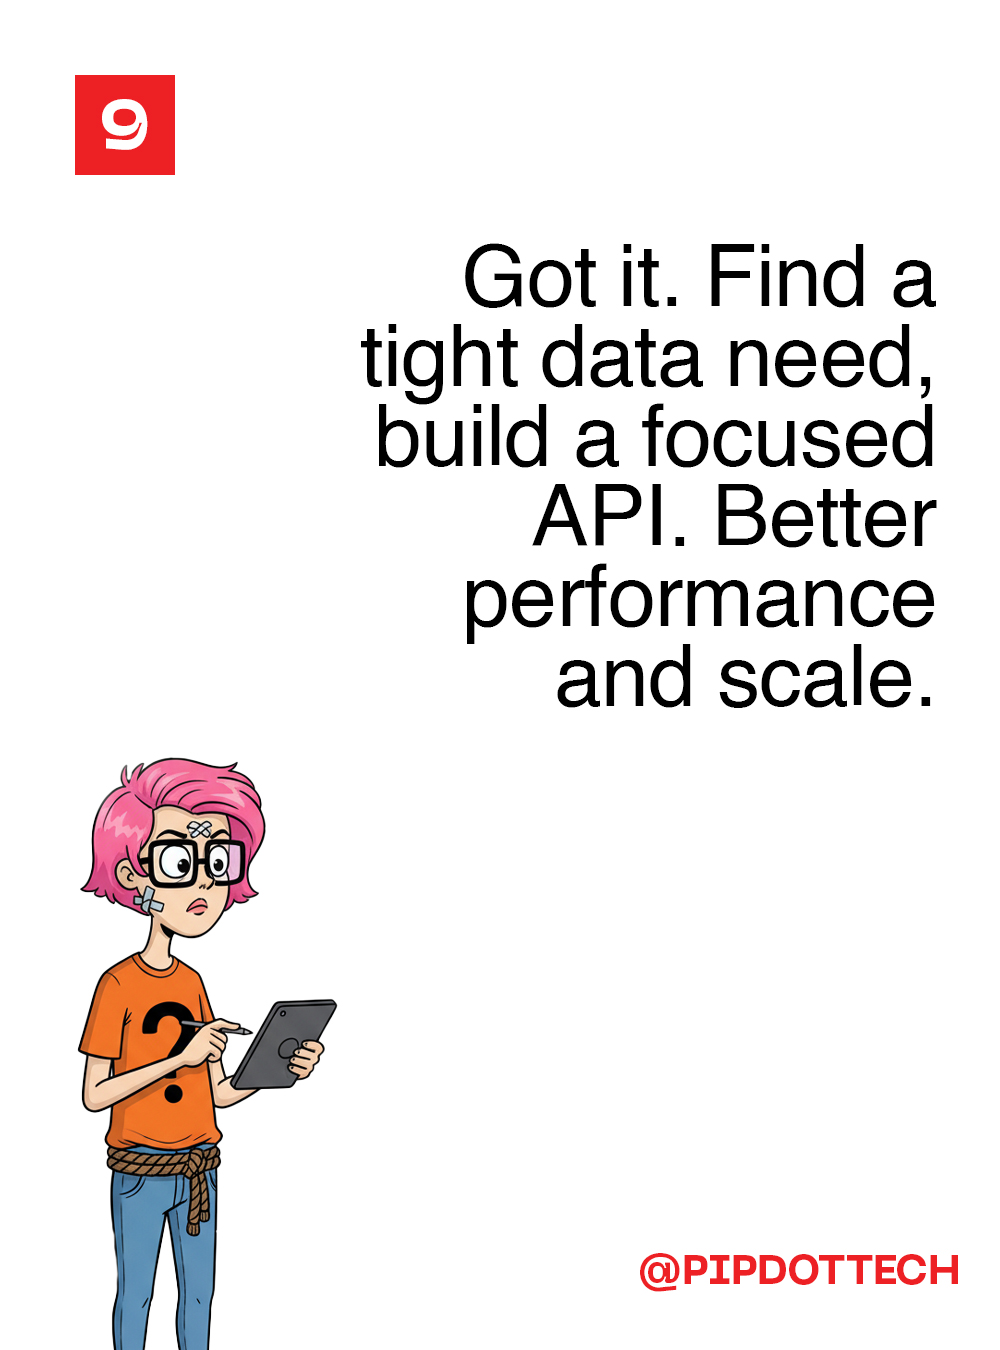 9
Got it. Find a
tight data need,
build a focused
API. Better
performance
and scale.
?
@PIPDOTTECH